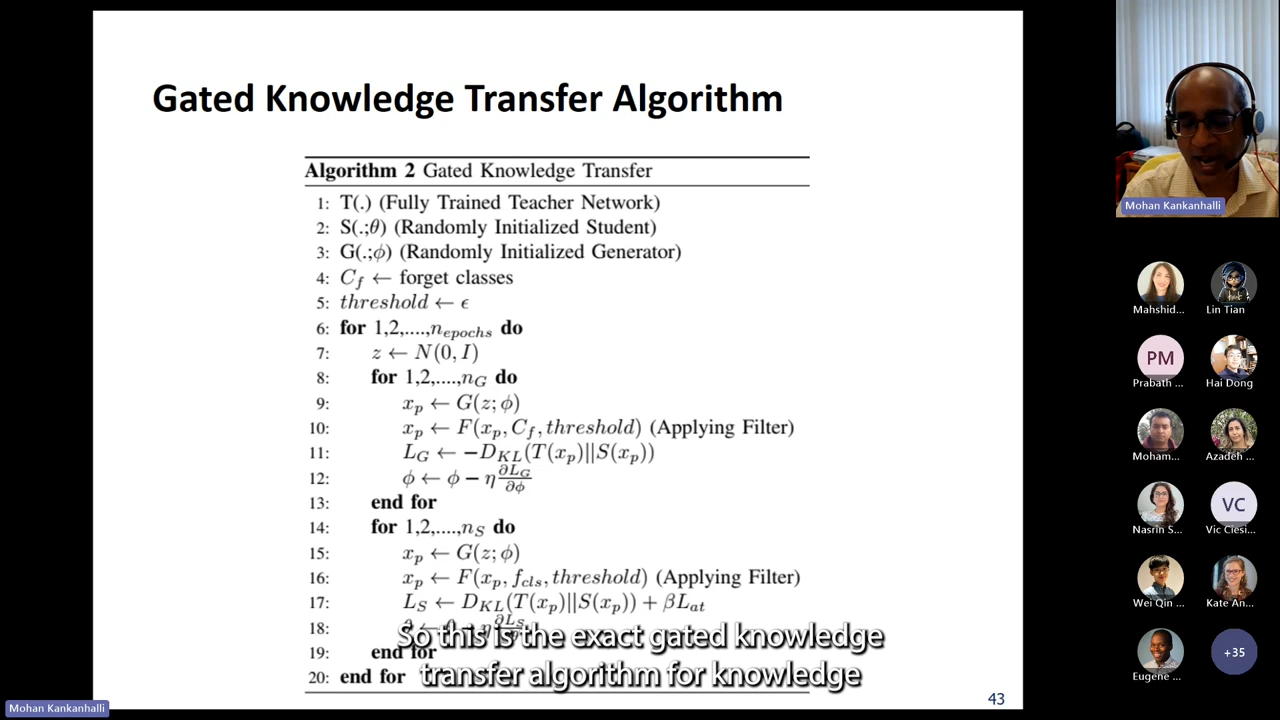 Gated Knowledge Transfer Algorithm
Algorithm 2 Gated Knowledge Transfer
1: T(.) (Fully Trained Teacher Network)
2: S(.;θ) (Randomly Initialized Student)
3: G(.;ϕ) (Randomly Initialized Generator)
4: C_f ← forget classes
5: threshold ← ϵ
6: for 1,2,....,n_epochs do
7: z ← N(0, I)
8: for 1,2,....,n_G do
9: x_p ← G(z; ϕ)
10: x_p ← F(x_p, C_f, threshold) (Applying Filter)
11: L_G ← −D_KL(T(x_p)||S(x_p))
12: ϕ ← ϕ − η ∂L_G/∂ϕ
13: end for
14: for 1,2,....,n_S do
15: x_p ← G(z; ϕ)
16: x_p ← F(x_p, f_cls, threshold) (Applying Filter)
17: L_S ← D_KL(T(x_p)||S(x_p)) + βL_at
18:
19: end for
20: end for
So this is the exact gated knowledge
transfer algorithm for knowledge
43
Mohan Kankanhalli
Mohan Kankanhalli
Mahshid...
Lin Tian
PM
Prabath ...
Hai Dong
Moham...
Azadeh ...
Nasrin S...
VC
Vic Ciesi...
Wei Qin ...
Kate An...
Eugene ...
+35